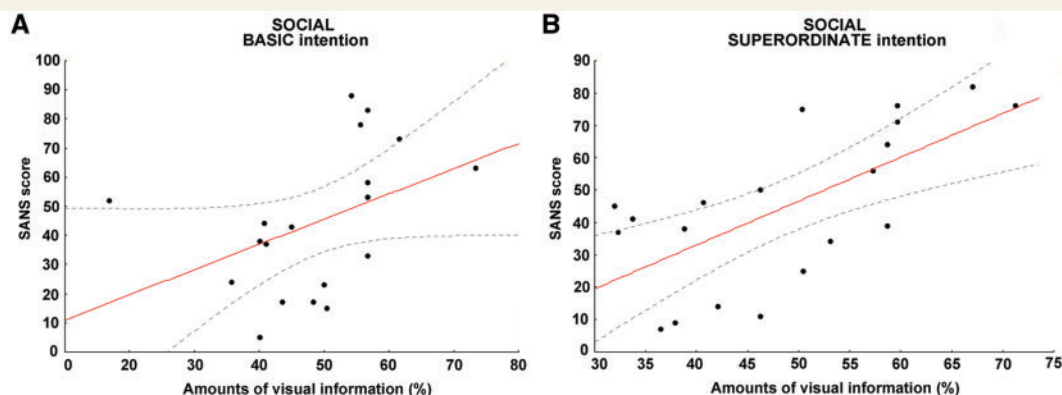 A
SOCIAL
BASIC intention
SANS score
100
90
80
70
60
50
40
30
20
10
0
0 10 20 30 40 50 60 70 80
Amounts of visual information (%)
B
SOCIAL
SUPERORDINATE intention
SANS score
90
80
70
60
50
40
30
20
10
0
30 35 40 45 50 55 60 65 70 75
Amounts of visual information (%)